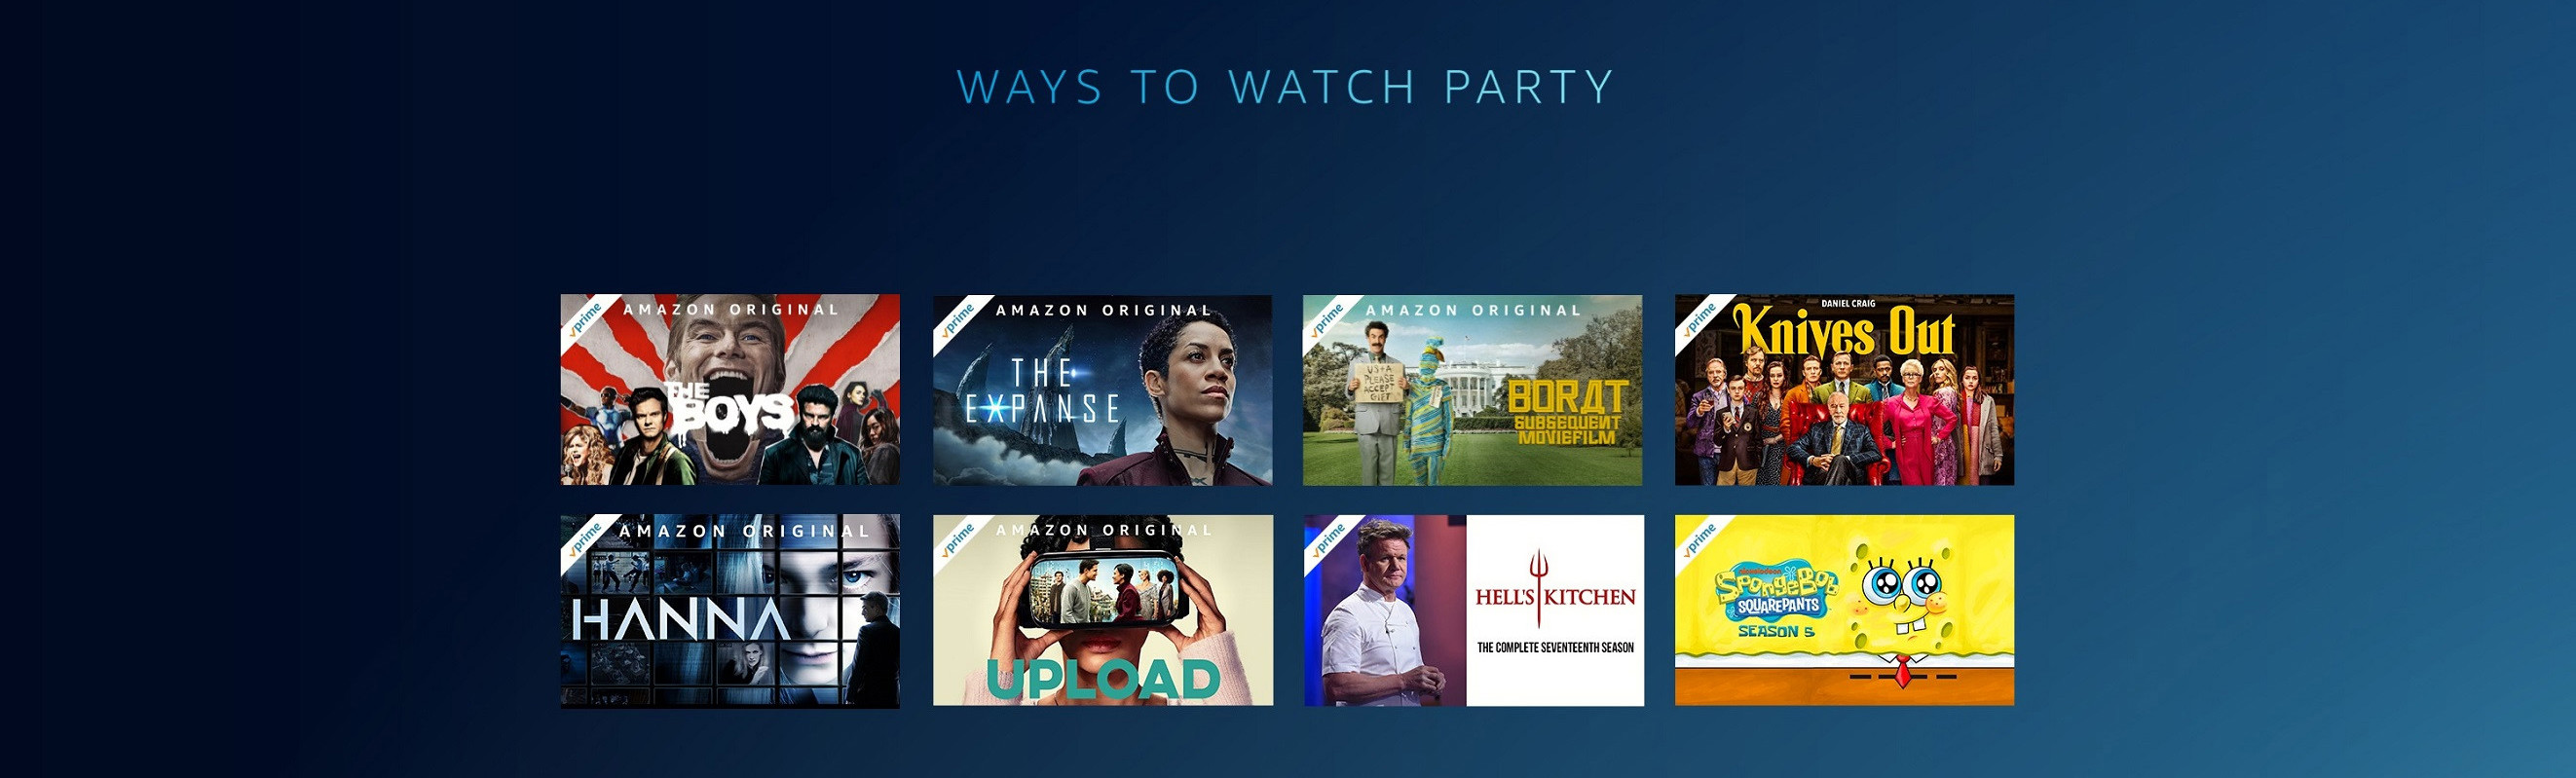 WAYS TO WATCH PARTY
prime
AMAZON ORIGINAL
THE
BOYS
prime
AMAZON ORIGINAL
THE
EXPANSE
prime
AMAZON ORIGINAL
US+A
PLEASE
ACCEPT
GIFT
BORAT
SUBSEQUENT
MOVIEFILM
prime
DANIEL CRAIG
Knives Out
prime
AMAZON ORIGINAL
HANNA
prime
AMAZON ORIGINAL
UPLOAD
prime
HELL'S KITCHEN
THE COMPLETE SEVENTEENTH SEASON
prime
nickelodeon
SpongeBob
SQUAREPANTS
SEASON 5